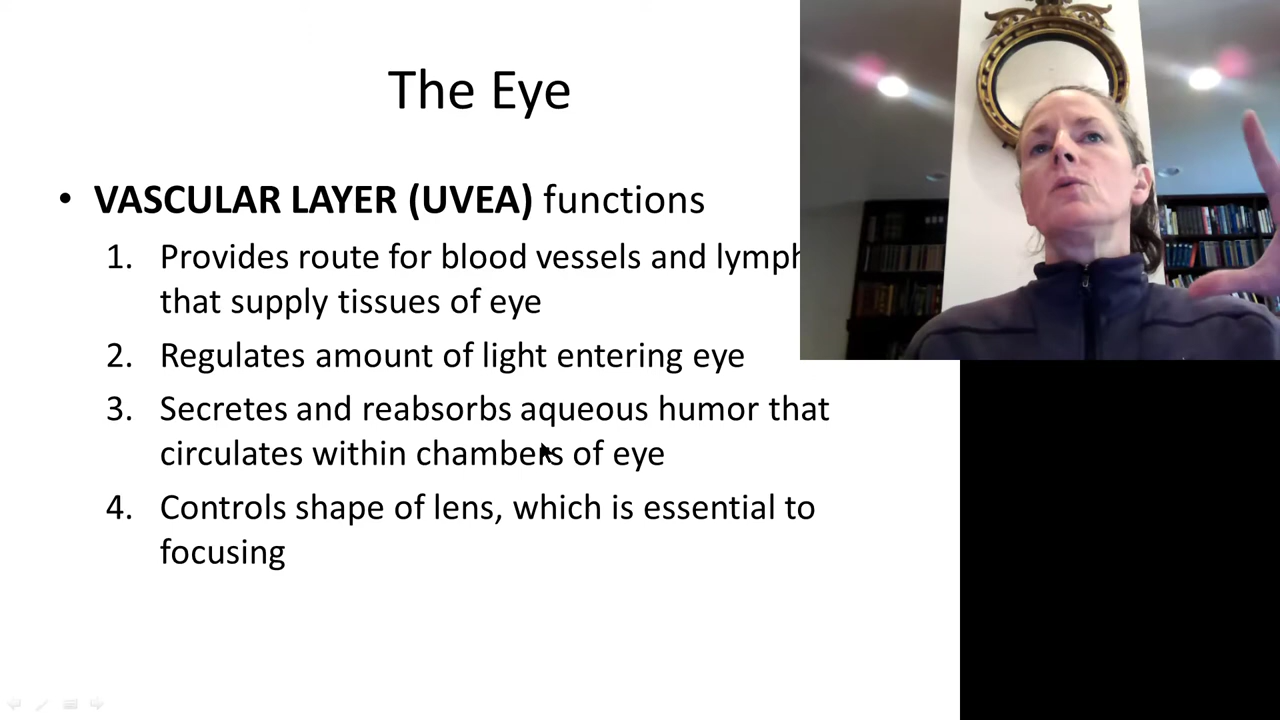 The Eye
• VASCULAR LAYER (UVEA) functions
1. Provides route for blood vessels and lymph
that supply tissues of eye
2. Regulates amount of light entering eye
3. Secretes and reabsorbs aqueous humor that
circulates within chambers of eye
4. Controls shape of lens, which is essential to
focusing